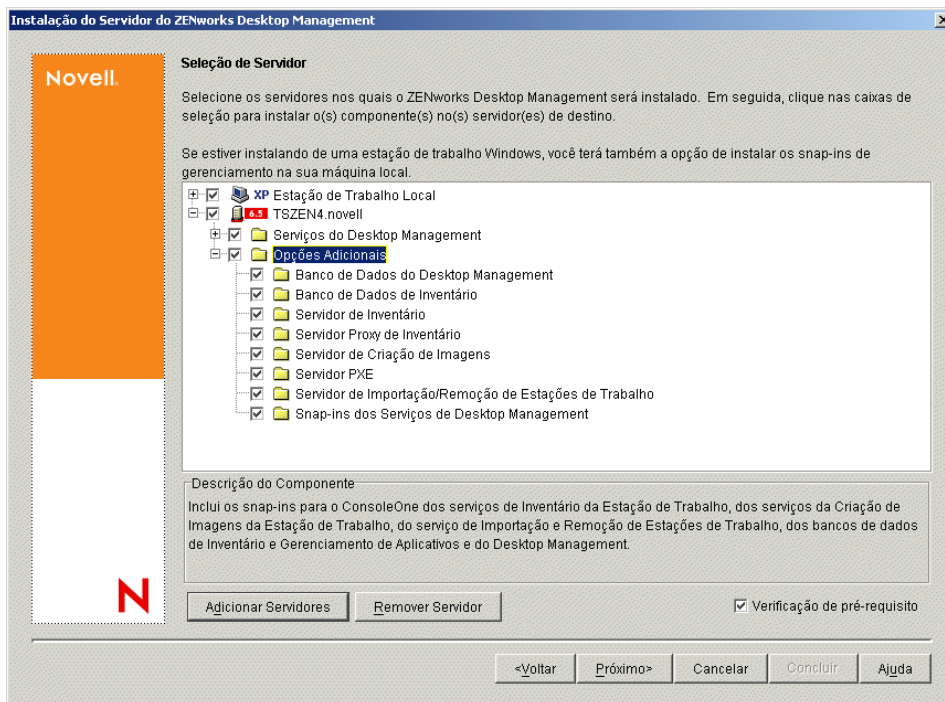 Instalação do Servidor do ZENworks Desktop Management
Novell.
Seleção de Servidor
Selecione os servidores nos quais o ZENworks Desktop Management será instalado. Em seguida, clique nas caixas de
seleção para instalar o(s) componente(s) no(s) servidor(es) de destino.
Se estiver instalando de uma estação de trabalho Windows, você terá também a opção de instalar os snap-ins de
gerenciamento na sua máquina local.
XP Estação de Trabalho Local
6.5 TSZEN4.novell
Serviços do Desktop Management
Opções Adicionais
Banco de Dados do Desktop Management
Banco de Dados de Inventário
Servidor de Inventário
Servidor Proxy de Inventário
Servidor de Criação de Imagens
Servidor PXE
Servidor de Importação/Remoção de Estações de Trabalho
Snap-ins dos Serviços de Desktop Management
Descrição do Componente
Inclui os snap-ins para o ConsoleOne dos serviços de Inventário da Estação de Trabalho, dos serviços da Criação de
Imagens da Estação de Trabalho, do serviço de Importação e Remoção de Estações de Trabalho, dos bancos de dados
de Inventário e Gerenciamento de Aplicativos e do Desktop Management.
N
Adicionar Servidores
Remover Servidor
Verificação de pré-requisito
<Voltar
Próximo>
Cancelar
Concluir
Ajuda